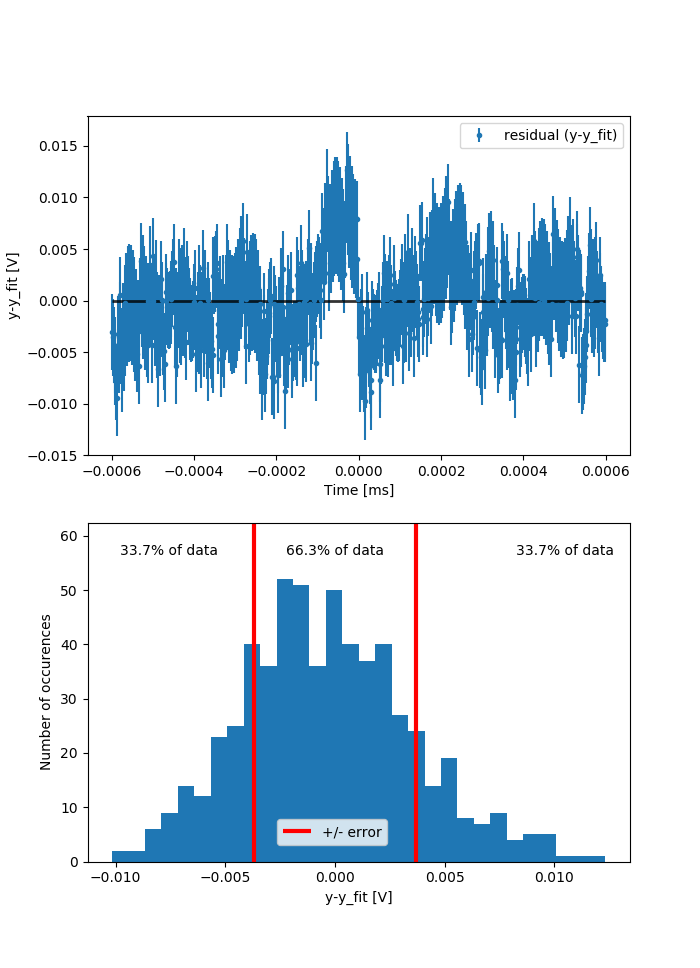 residual (y-y_fit)
0.015
0.010
0.005
0.000
−0.005
−0.010
−0.015
y-y_fit [V]
−0.0006 −0.0004 −0.0002 0.0000 0.0002 0.0004 0.0006
Time [ms]
33.7% of data 66.3% of data 33.7% of data
60
50
40
30
20
10
0
Number of occurences
+/- error
−0.010 −0.005 0.000 0.005 0.010
y-y_fit [V]